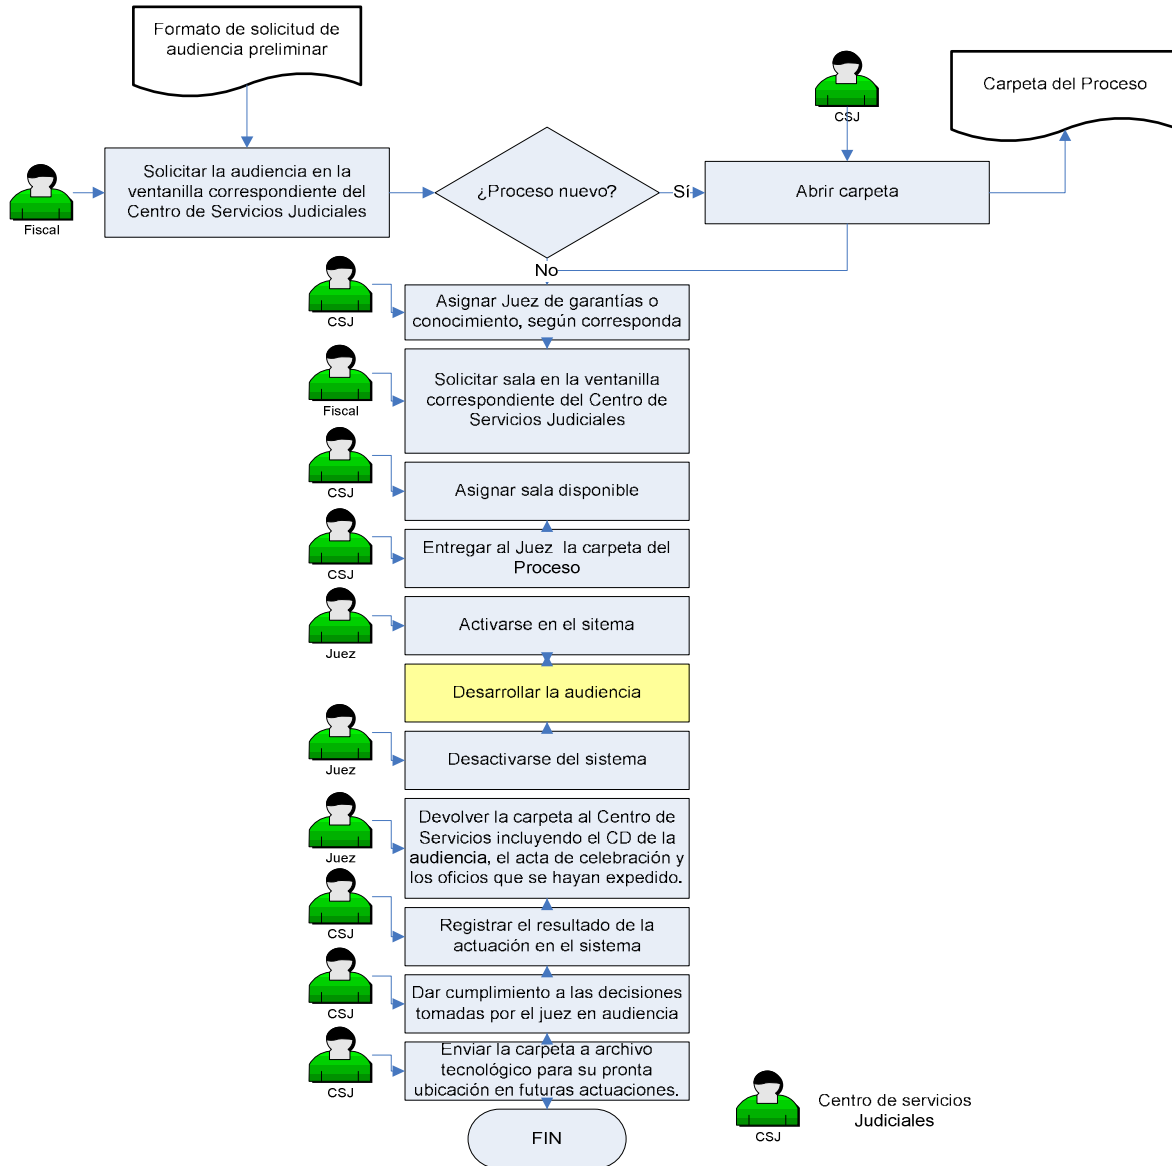 Formato de solicitud de
audiencia preliminar
CSJ
Carpeta del Proceso
Fiscal
Solicitar la audiencia en la
ventanilla correspondiente del
Centro de Servicios Judiciales
¿Proceso nuevo?
Sí
Abrir carpeta
No
CSJ
Asignar Juez de garantías o
conocimiento, según corresponda
Fiscal
Solicitar sala en la ventanilla
correspondiente del Centro de
Servicios Judiciales
CSJ
Asignar sala disponible
CSJ
Entregar al Juez la carpeta del
Proceso
Juez
Activarse en el sitema
Desarrollar la audiencia
Juez
Desactivarse del sistema
Juez
Devolver la carpeta al Centro de
Servicios incluyendo el CD de la
audiencia, el acta de celebración y
los oficios que se hayan expedido.
CSJ
Registrar el resultado de la
actuación en el sistema
CSJ
Dar cumplimiento a las decisiones
tomadas por el juez en audiencia
CSJ
Enviar la carpeta a archivo
tecnológico para su pronta
ubicación en futuras actuaciones.
FIN
CSJ
Centro de servicios
Judiciales